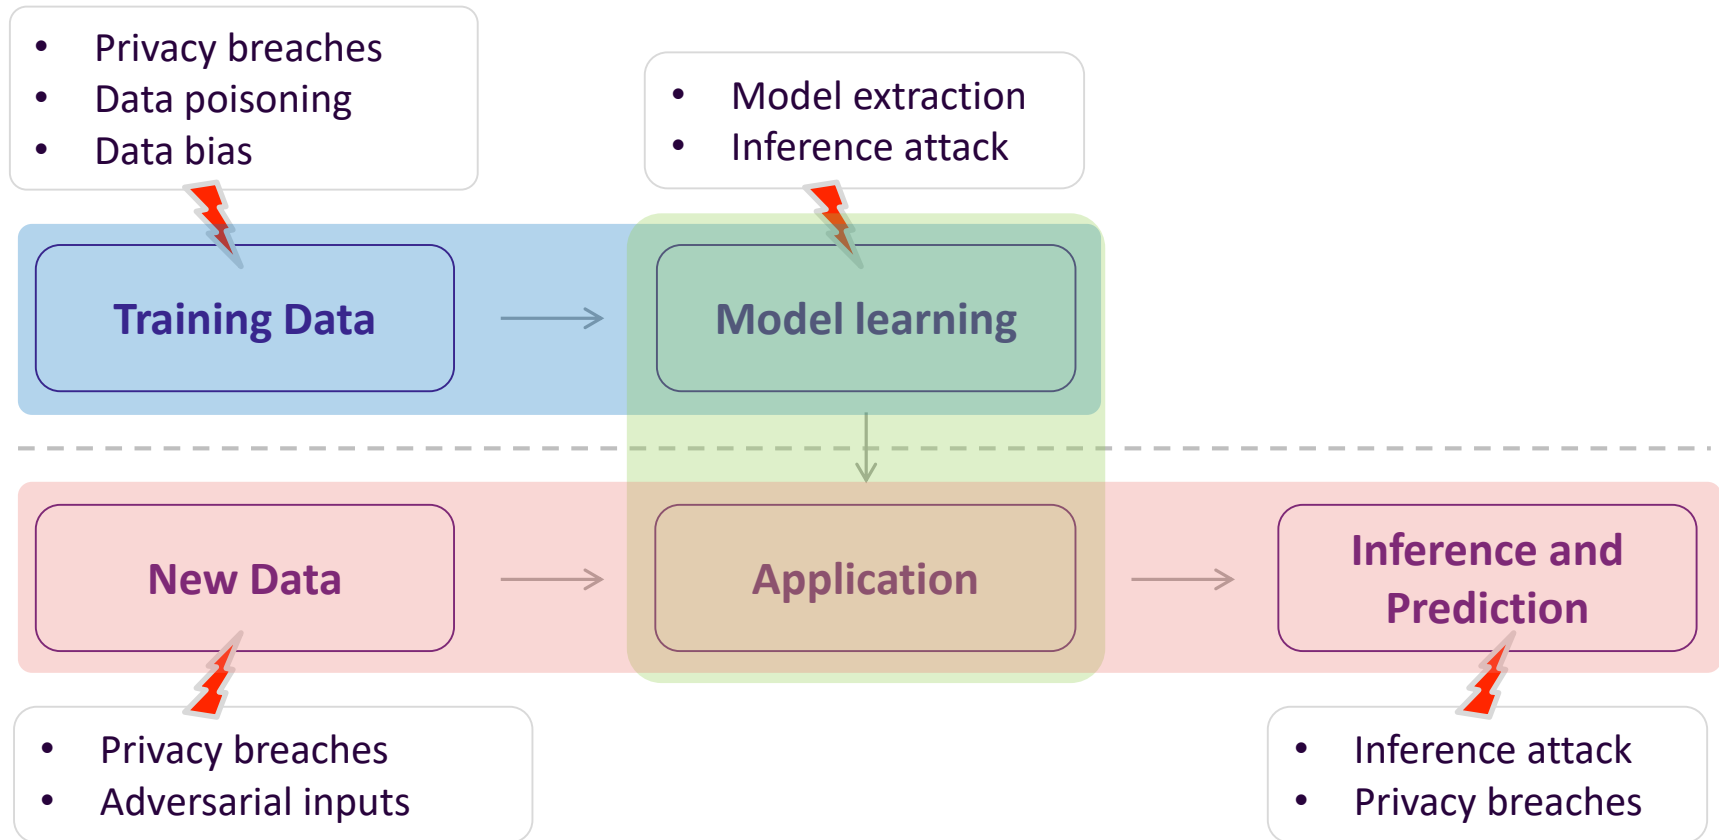 • Privacy breaches
• Data poisoning
• Data bias
• Model extraction
• Inference attack
Training Data
Model learning
New Data
Application
Inference and
Prediction
• Privacy breaches
• Adversarial inputs
• Inference attack
• Privacy breaches